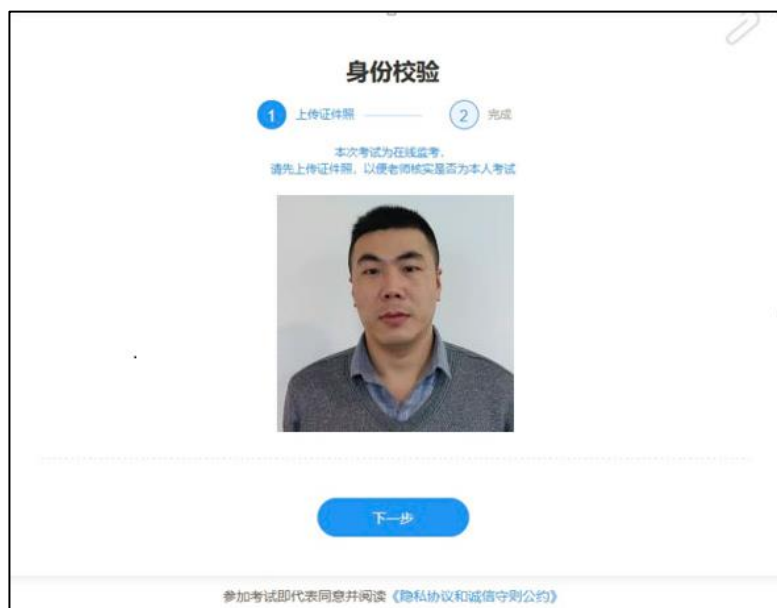 身份校验
1 上传证件照 2 完成
本次考试为在线监考，
请先上传证件照，以便老师核实是否为本人考试
下一步
参加考试即代表同意并阅读《隐私协议和诚信守则公约》